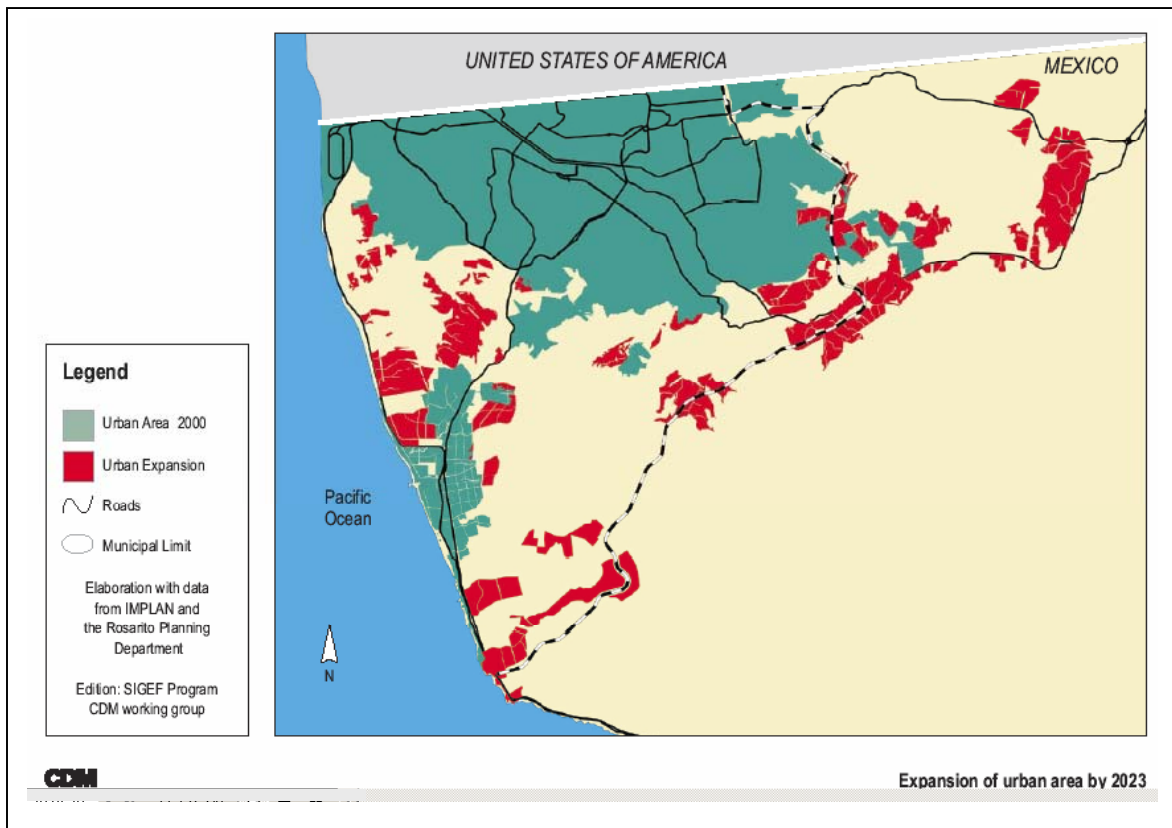 UNITED STATES OF AMERICA
MEXICO
Legend
Urban Area 2000
Urban Expansion
Roads
Municipal Limit
Elaboration with data
from IMPLAN and
the Rosarito Planning
Department
Edition: SIGEF Program
CDM working group
Pacific
Ocean
N
CDM
Expansion of urban area by 2023